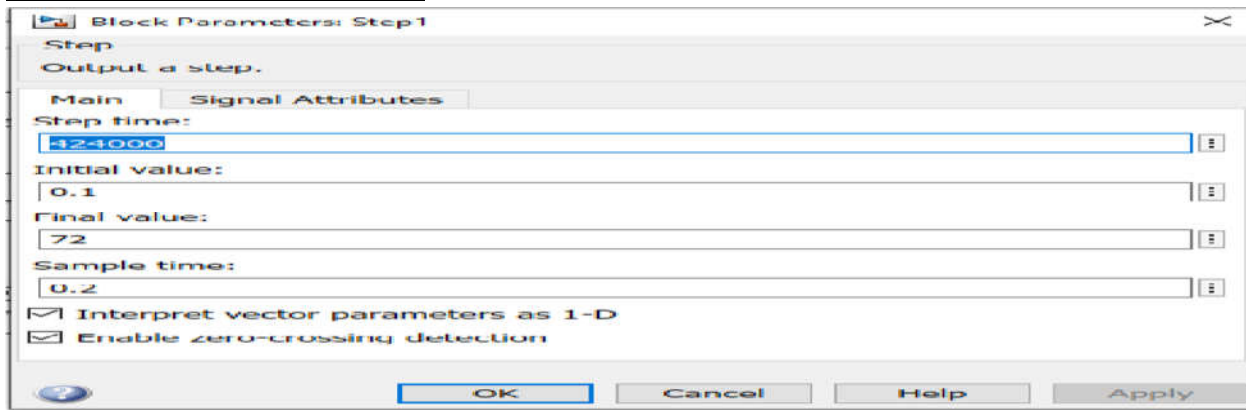 Block Parameters: Step1
Step
Output a step.
Main Signal Attributes
Step time:
424000
Initial value:
0.1
Final value:
72
Sample time:
0.2
Interpret vector parameters as 1-D
Enable zero-crossing detection
OK Cancel Help Apply